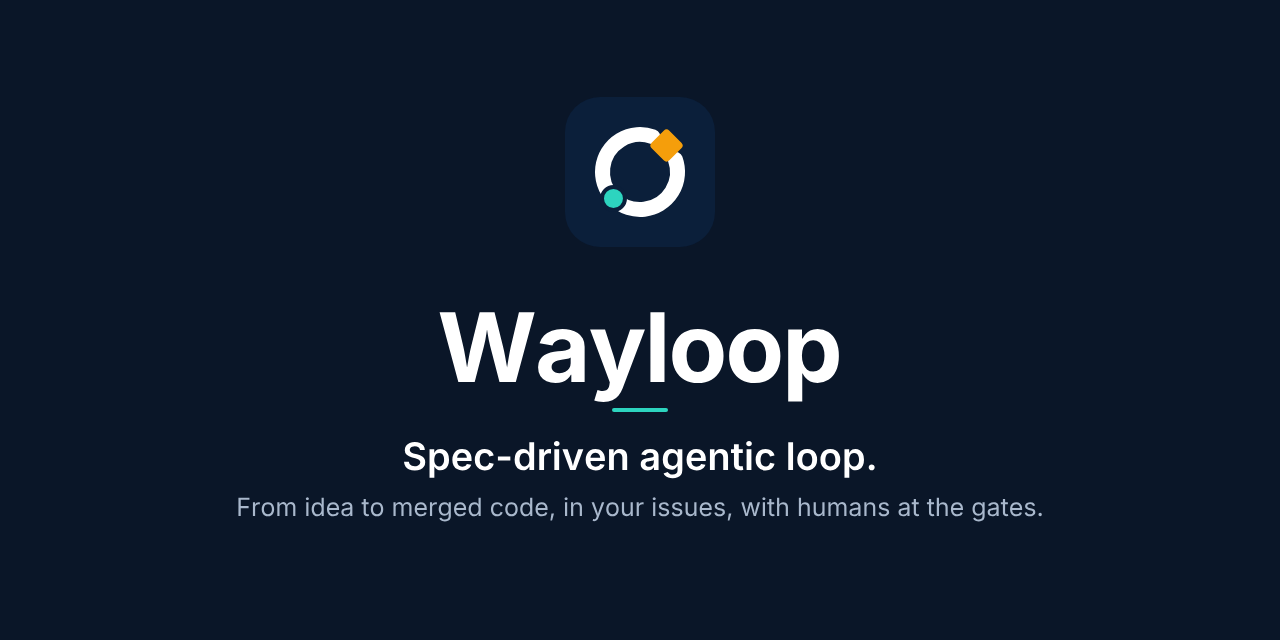 Wayloop
Spec-driven agentic loop.
From idea to merged code, in your issues, with humans at the gates.